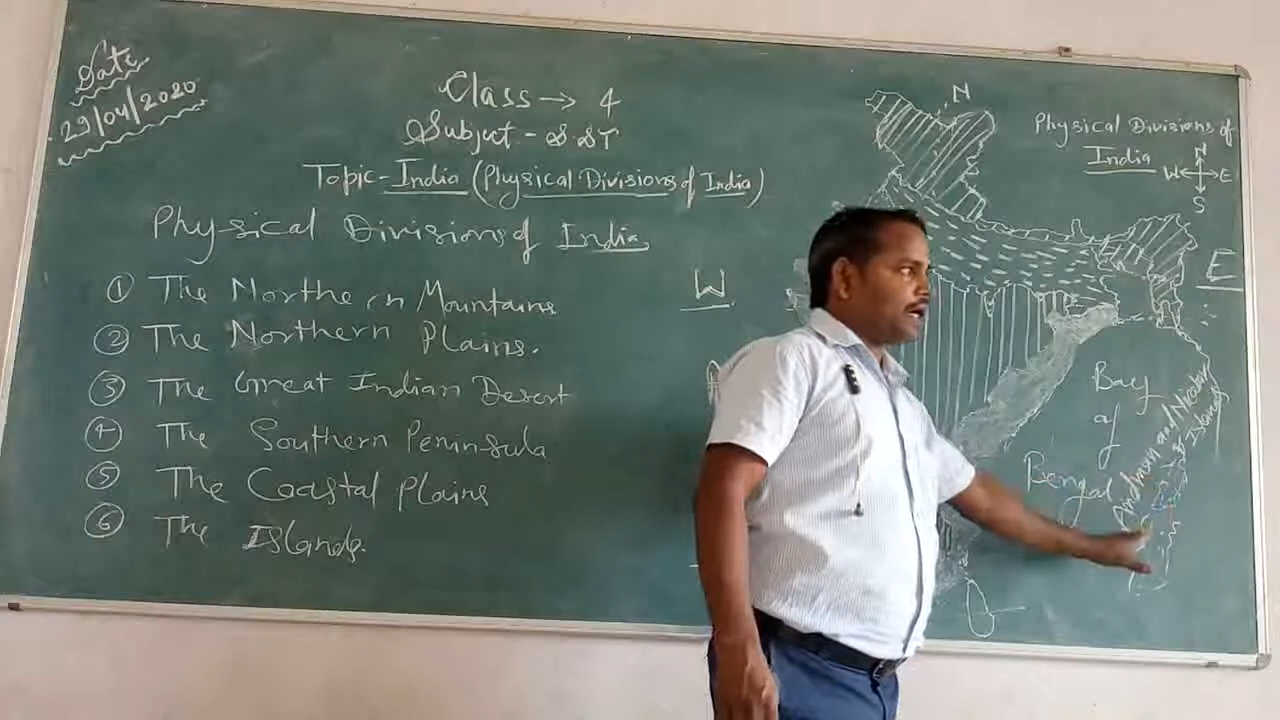 Date
29/04/2020
Class → 4
Subject - S.ST
Topic - India (Physical Divisions of India)
Physical Divisions of India
① The Northern Mountains
② The Northern Plains.
③ The Great Indian Desert
④ The Southern Peninsula
⑤ The Coastal Plains
⑥ The Islands.
N
Physical Divisions of
India
N
W E
S
W
E
Bay
of
Bengal
Andman and Nicobar
Islands